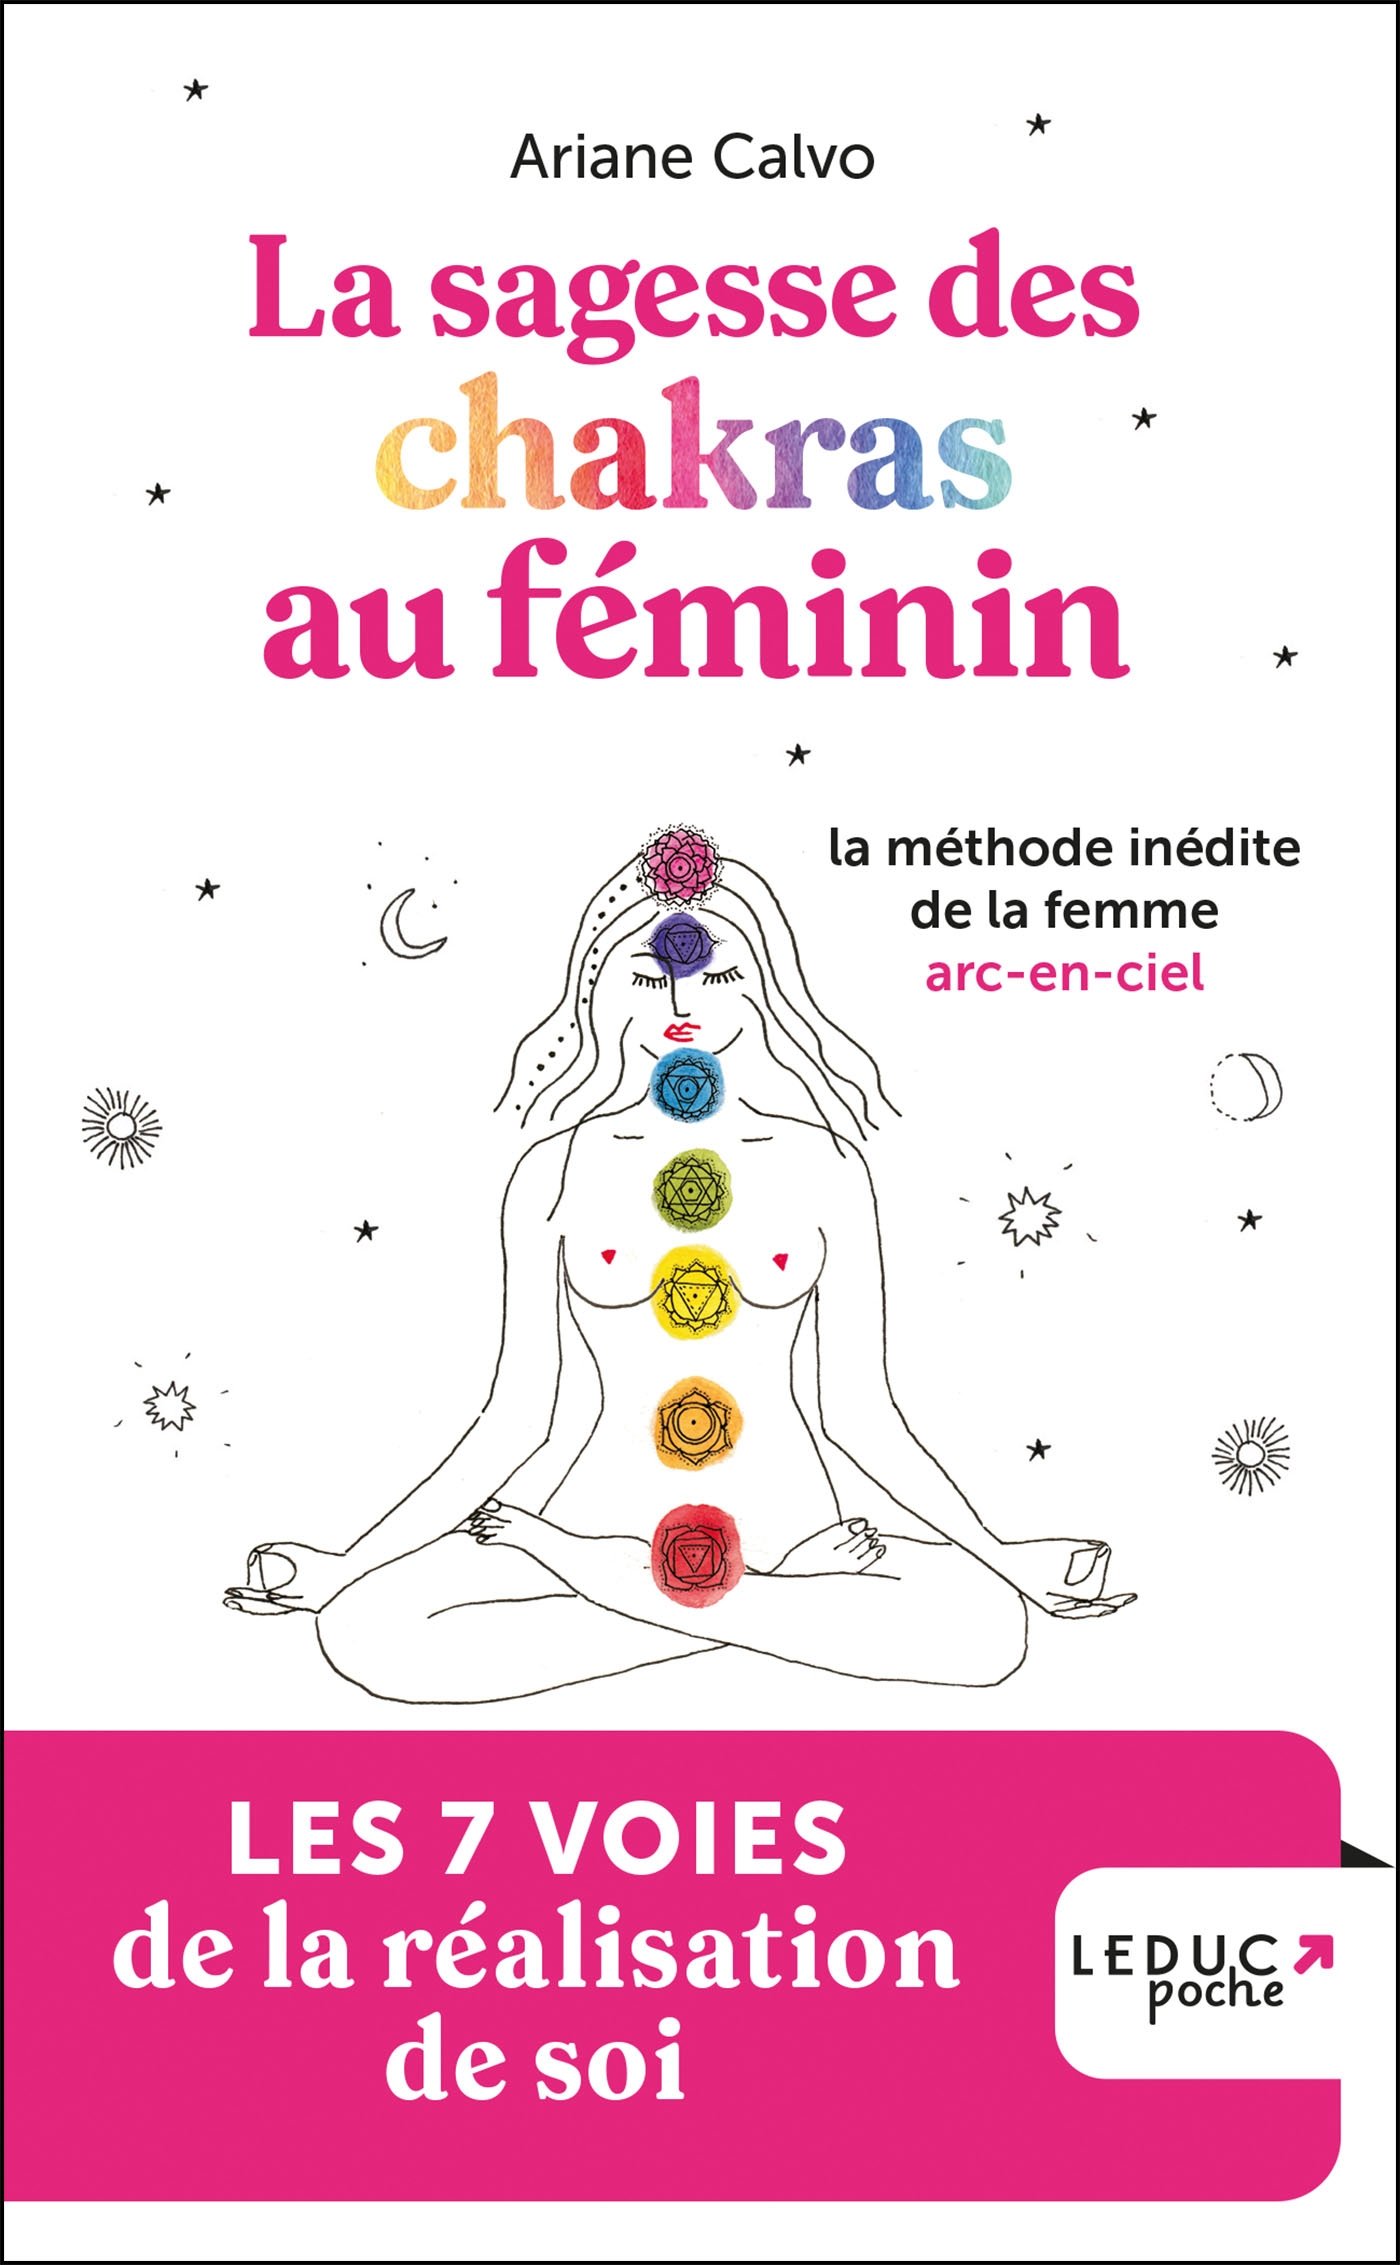 Ariane Calvo
La sagesse des
chakras
au féminin
la méthode inédite
de la femme
arc-en-ciel
LES 7 VOIES
de la réalisation
de soi
LEDUC
poche